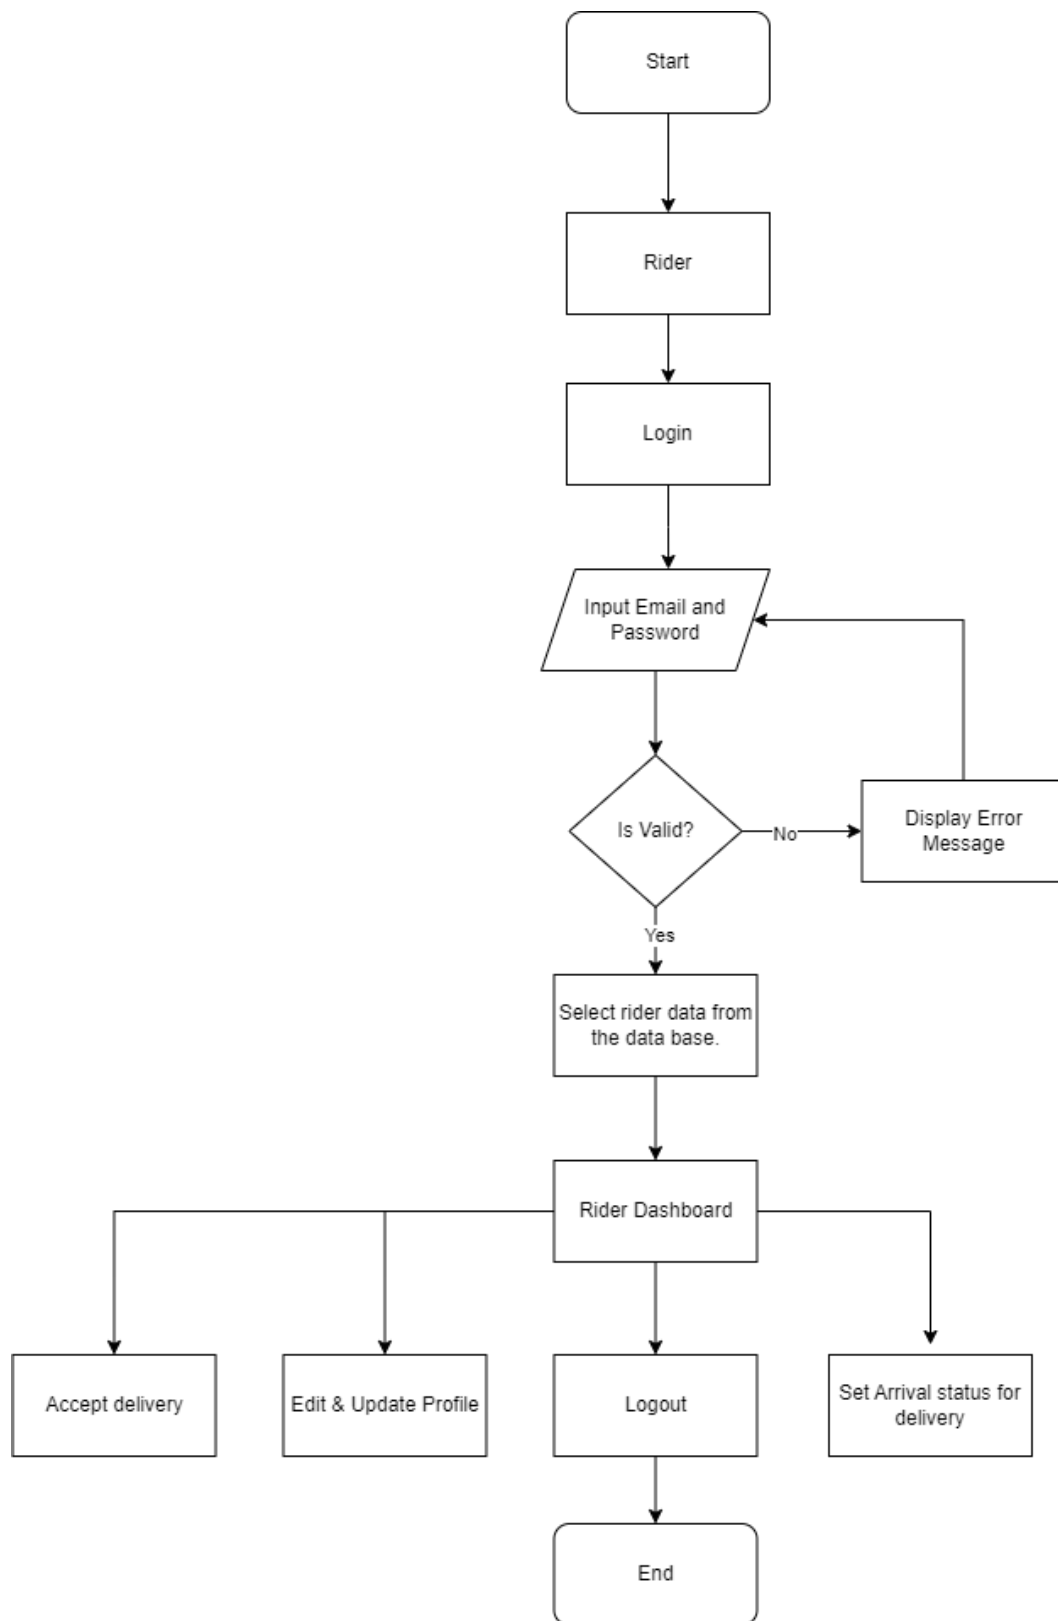 Start
Rider
Login
Input Email and
Password
Is Valid?
No
Display Error
Message
Yes
Select rider data from
the data base.
Rider Dashboard
Accept delivery
Edit & Update Profile
Logout
Set Arrival status for
delivery
End